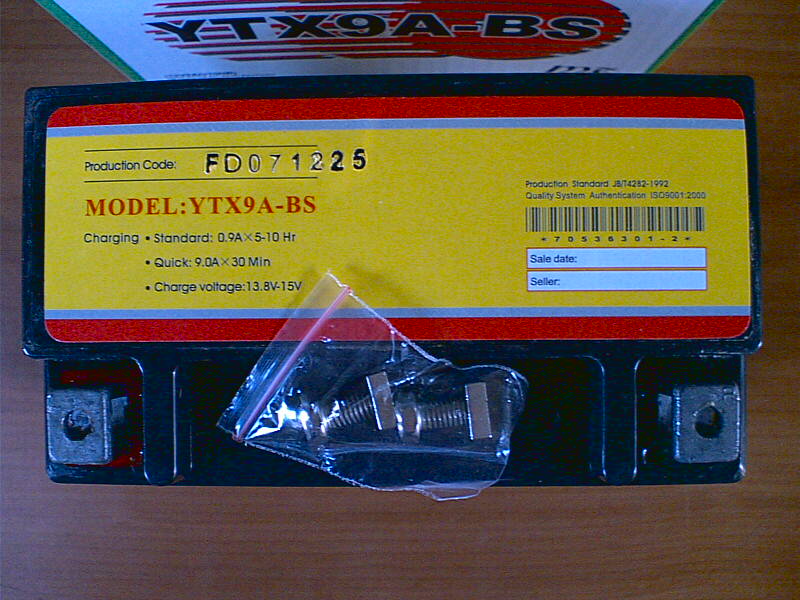 YTX9A-BS
Production Code: FD071225
MODEL:YTX9A-BS
Charging • Standard: 0.9A×5-10 Hr
• Quick: 9.0A×30 Min
• Charge voltage:13.8V-15V
Production Standard JB/T4282-1992
Quality System Authentication ISO9001:2000
*70536301-2*
Sale date:
Seller: